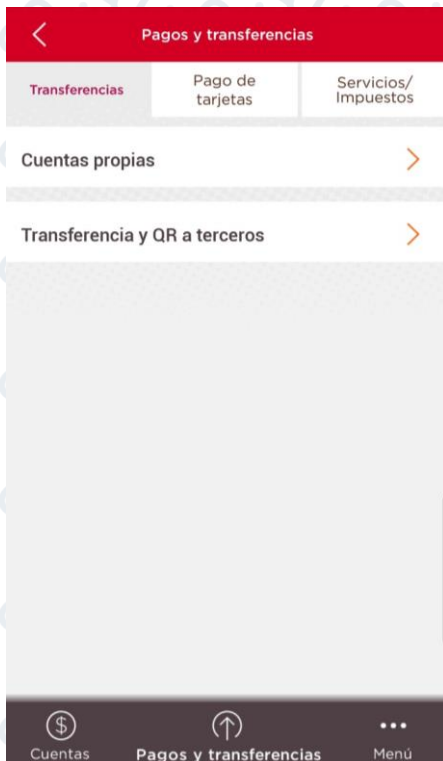 Pagos y transferencias
Transferencias
Pago de
tarjetas
Servicios/
Impuestos
Cuentas propias
Transferencia y QR a terceros
Cuentas
Pagos y transferencias
Menú